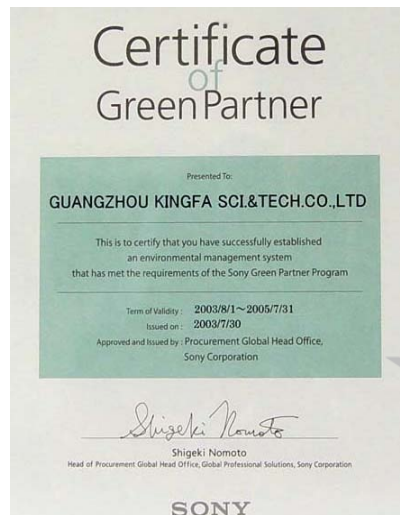 Certificate
of
Green Partner
Presented To:
GUANGZHOU KINGFA SCI.&TECH.CO.,LTD
This is to certify that you have successfully established
an environmental management system
that has met the requirements of the Sony Green Partner Program
Term of Validity : 2003/8/1~2005/7/31
Issued on : 2003/7/30
Approved and Issued by : Procurement Global Head Office,
Sony Corporation
Shigeki Nomoto
Shigeki Nomoto
Head of Procurement Global Head Office, Global Professional Solutions, Sony Corporation
SONY